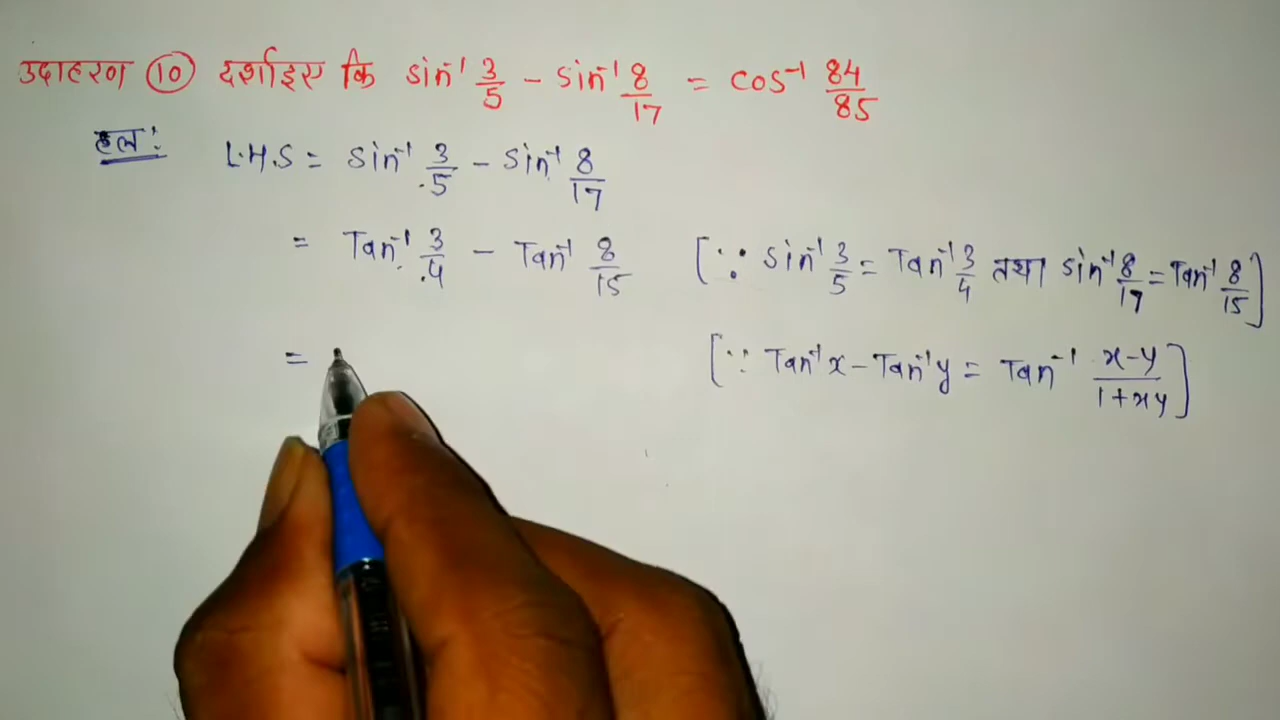 उदाहरण ⑩ दर्शाइए कि sin⁻¹ 3/5 − sin⁻¹ 8/17 = cos⁻¹ 84/85
हल:
L.H.S = sin⁻¹ 3/5 − sin⁻¹ 8/17
= Tan⁻¹ 3/4 − Tan⁻¹ 8/15 [∵ sin⁻¹ 3/5 = Tan⁻¹ 3/4 तथा sin⁻¹ 8/17 = Tan⁻¹ 8/15]
= [∵ Tan⁻¹x − Tan⁻¹y = Tan⁻¹ x−y/1+xy]